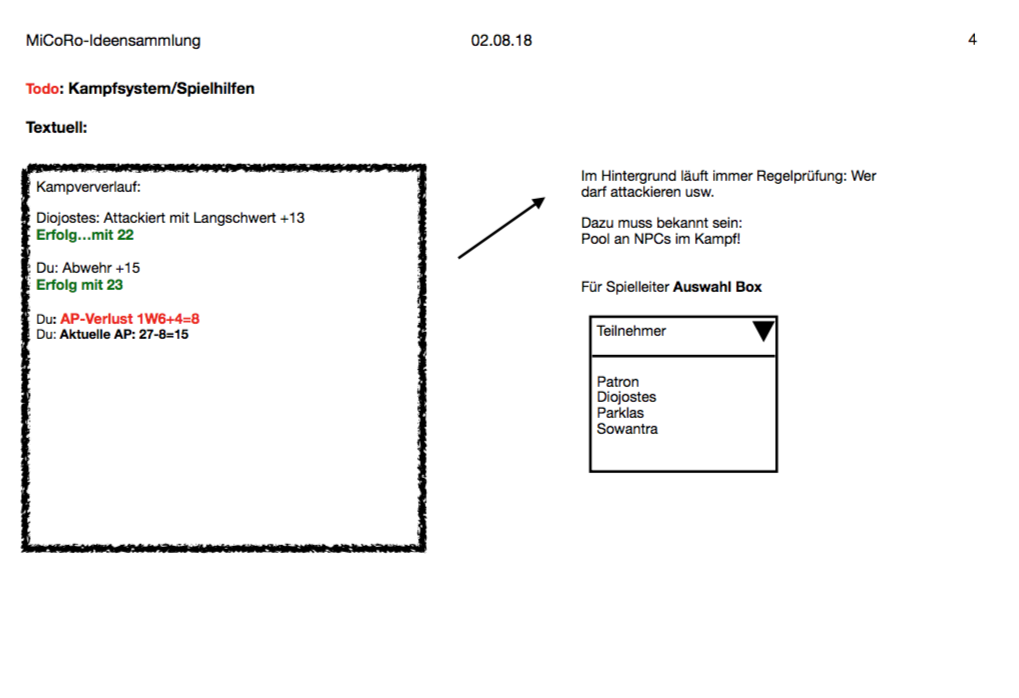 MiCoRo-Ideensammlung 02.08.18 4
Todo: Kampfsystem/Spielhilfen
Textuell:
Kampververlauf:
Diojostes: Attackiert mit Langschwert +13
Erfolg...mit 22
Du: Abwehr +15
Erfolg mit 23
Du: AP-Verlust 1W6+4=8
Du: Aktuelle AP: 27-8=15
Im Hintergrund läuft immer Regelprüfung: Wer
darf attackieren usw.
Dazu muss bekannt sein:
Pool an NPCs im Kampf!
Für Spielleiter Auswahl Box
Teilnehmer
Patron
Diojostes
Parklas
Sowantra